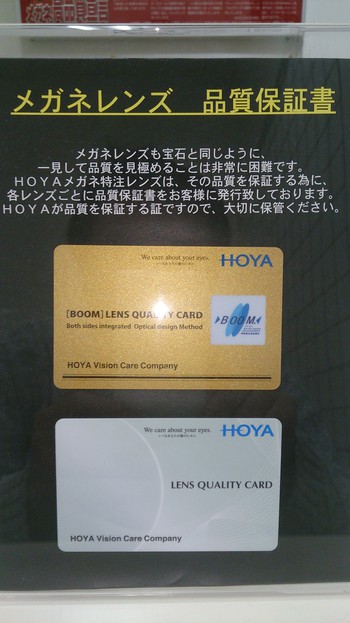 メガネレンズ　品質保証書
メガネレンズも宝石と同じように、
一見して品質を見極めることは非常に困難です。
ＨＯＹＡメガネ特注レンズは、その品質を保証する為に、
各レンズごとに品質保証書をお客様に発行致しております。
ＨＯＹＡが品質を保証する証ですので、大切に保管ください。
We care about your eyes. HOYA
[BOOM] LENS QUALITY CARD
Both sides integrated Optical design Method
BOOM
HOYA Vision Care Company
We care about your eyes. HOYA
LENS QUALITY CARD
HOYA Vision Care Company